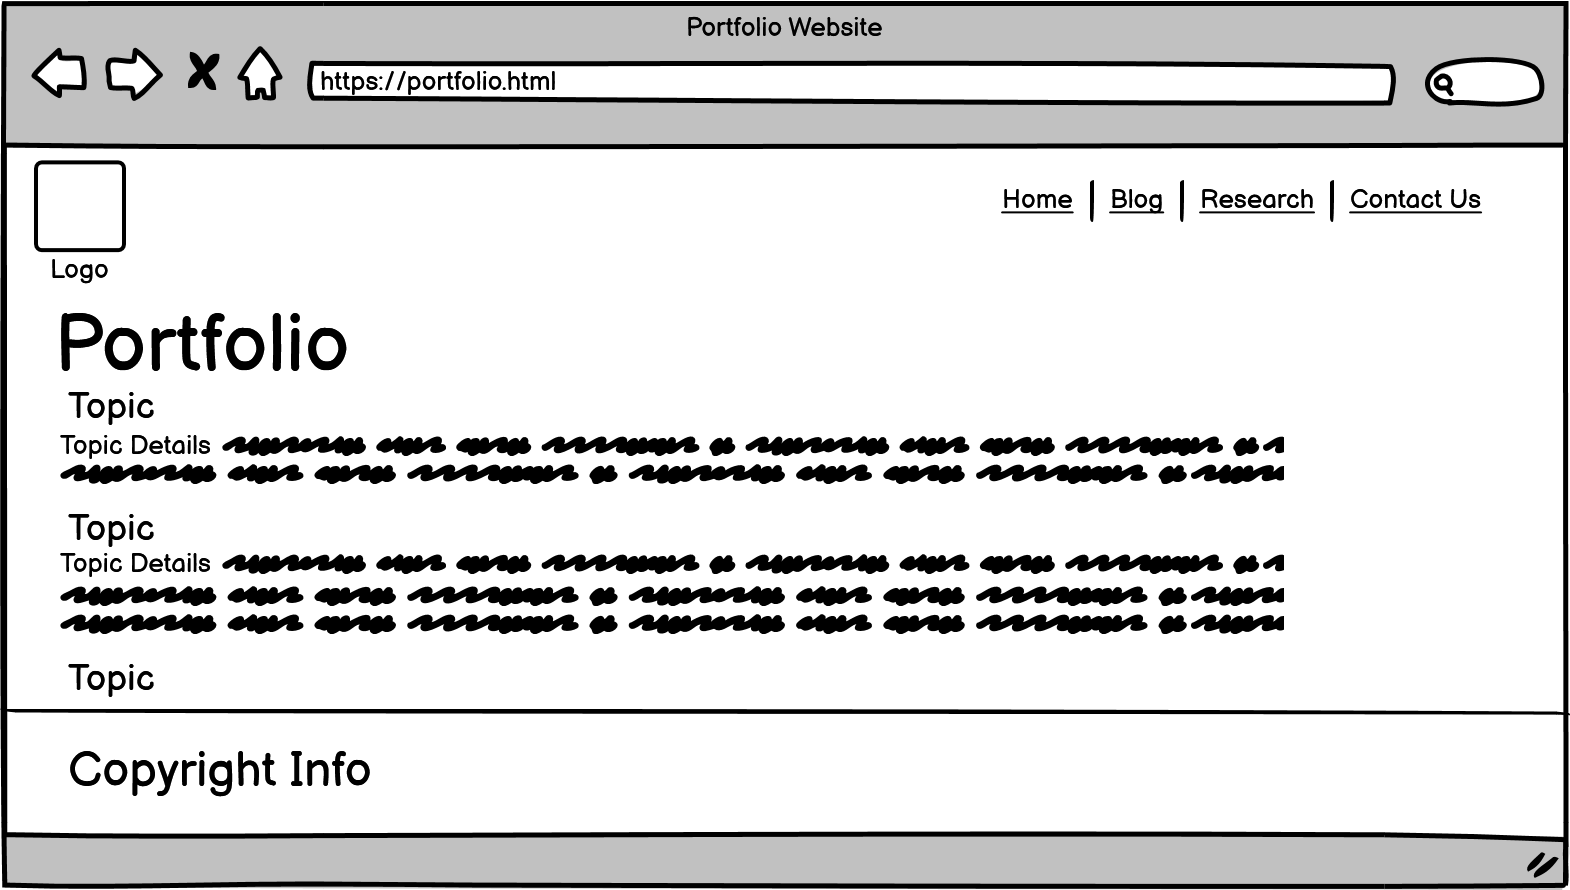 Portfolio Website
https://portfolio.html
Home | Blog | Research | Contact Us
Logo
Portfolio
Topic
Topic Details
Topic
Topic Details
Topic
Copyright Info